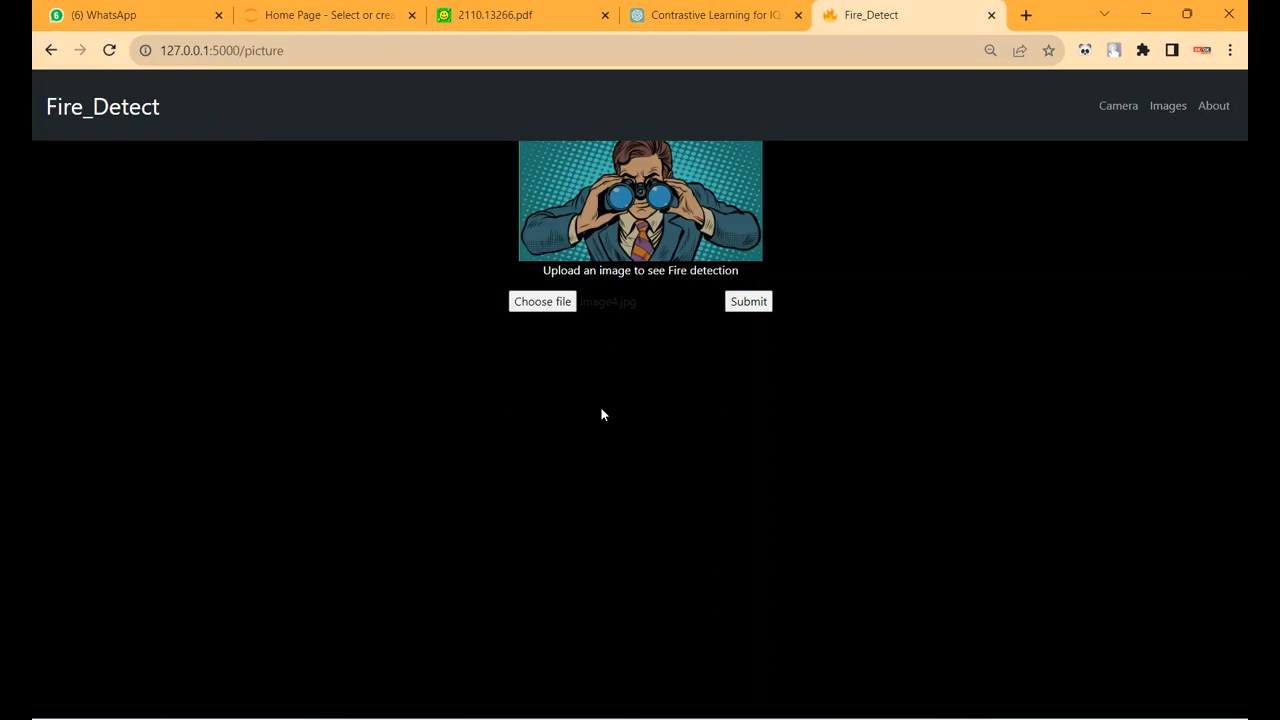 6 (6) WhatsApp
Home Page - Select or crea
2110.13266.pdf
Contrastive Learning for IQ
Fire_Detect
127.0.0.1:5000/picture
Fire_Detect
Camera Images About
Upload an image to see Fire detection
Choose file image4.jpg Submit